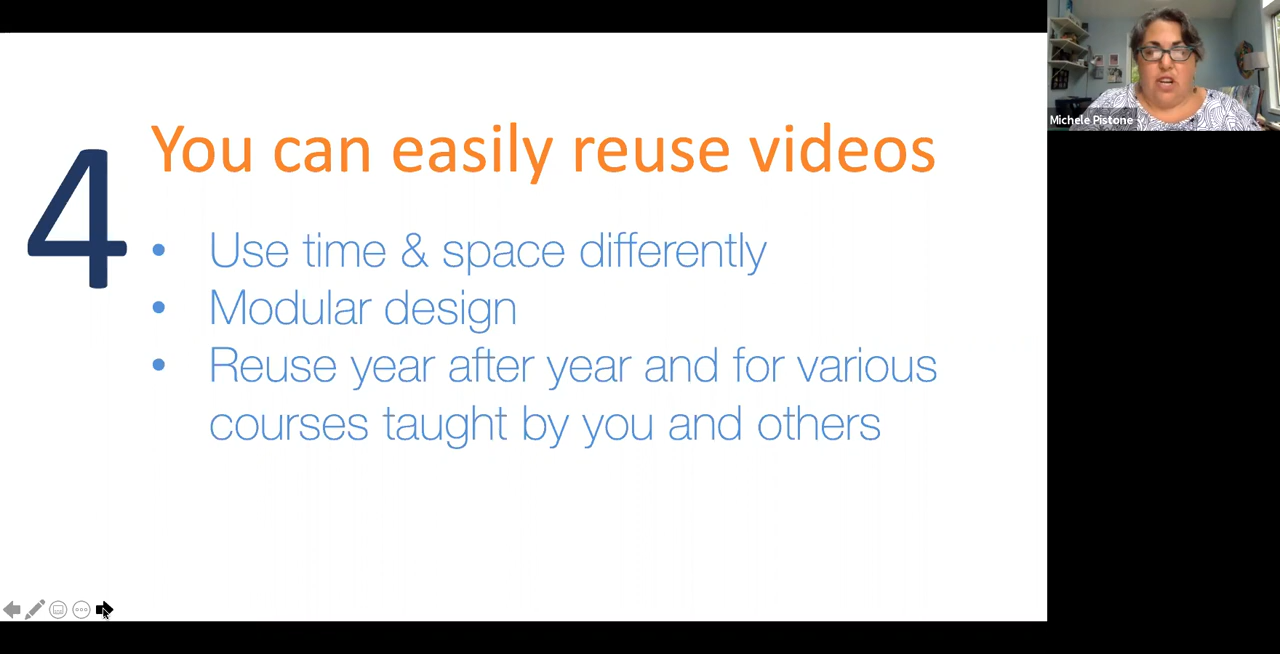 4
You can easily reuse videos
• Use time & space differently
• Modular design
• Reuse year after year and for various
courses taught by you and others
Michele Pistone